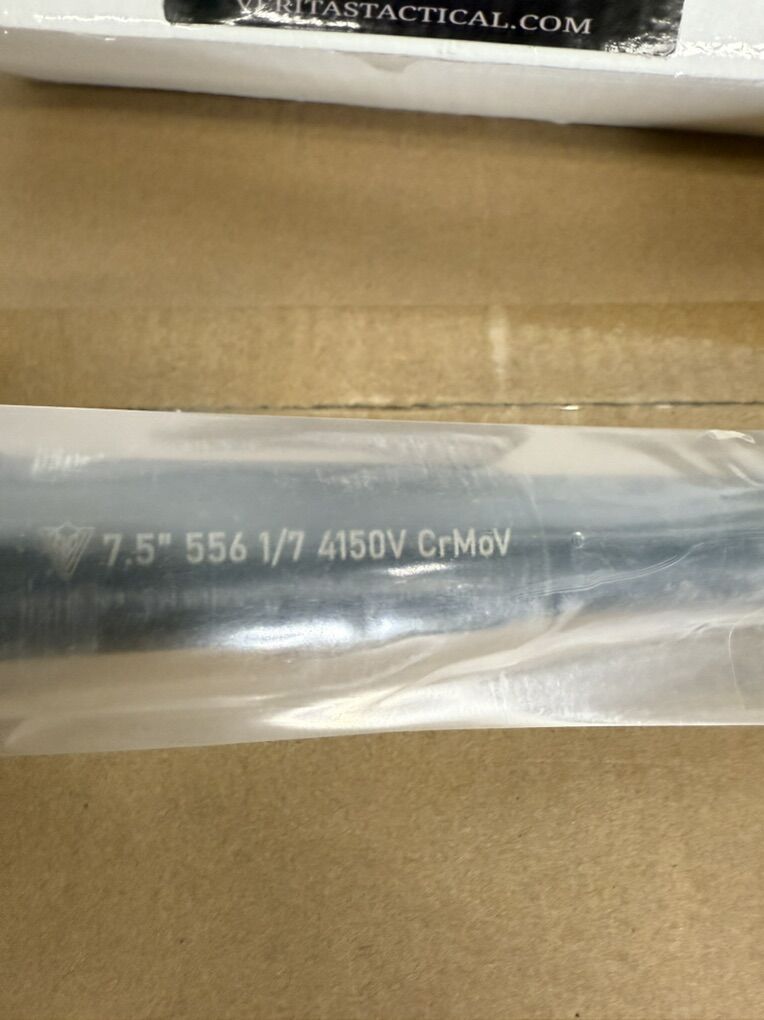 VERITASTACTICAL.COM
7.5" 556 1/7 4150V CrMoV